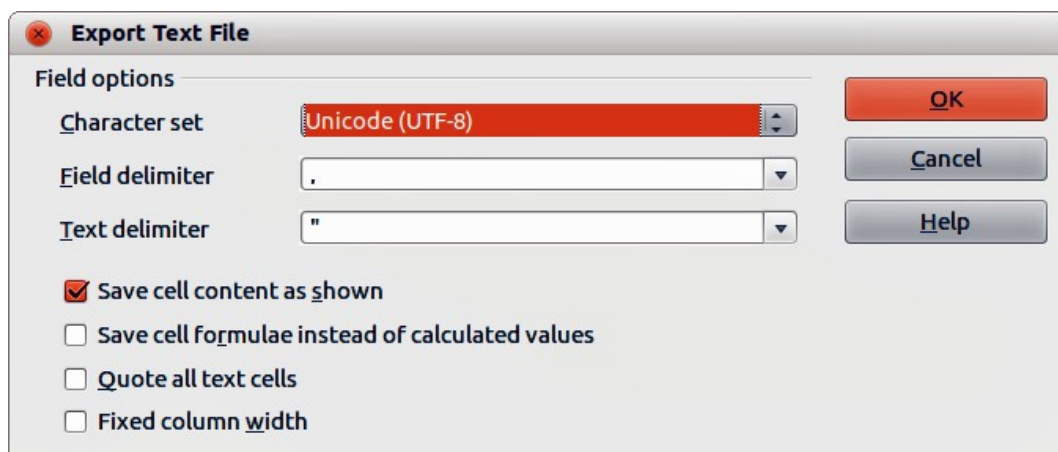 Export Text File
Field options
Character set
Unicode (UTF-8)
OK
Field delimiter
,
Cancel
Text delimiter
"
Help
Save cell content as shown
Save cell formulae instead of calculated values
Quote all text cells
Fixed column width